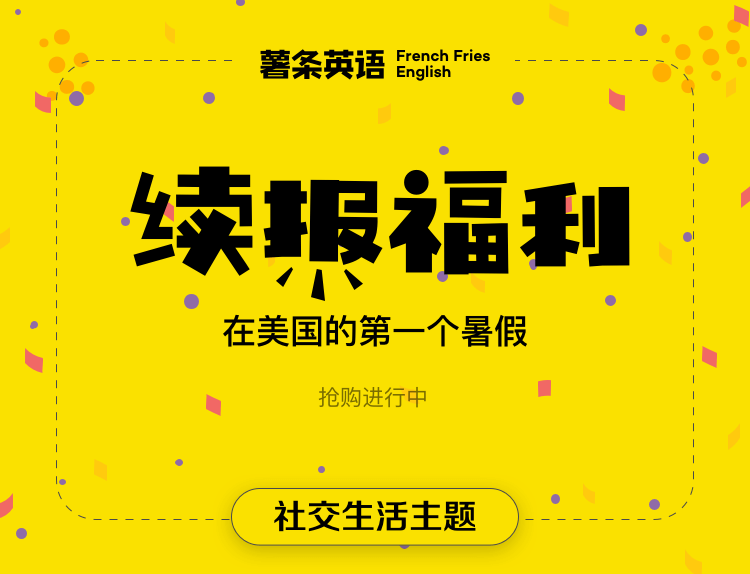 薯条英语
French Fries
English
续报福利
在美国的第一个暑假
抢购进行中
社交生活主题